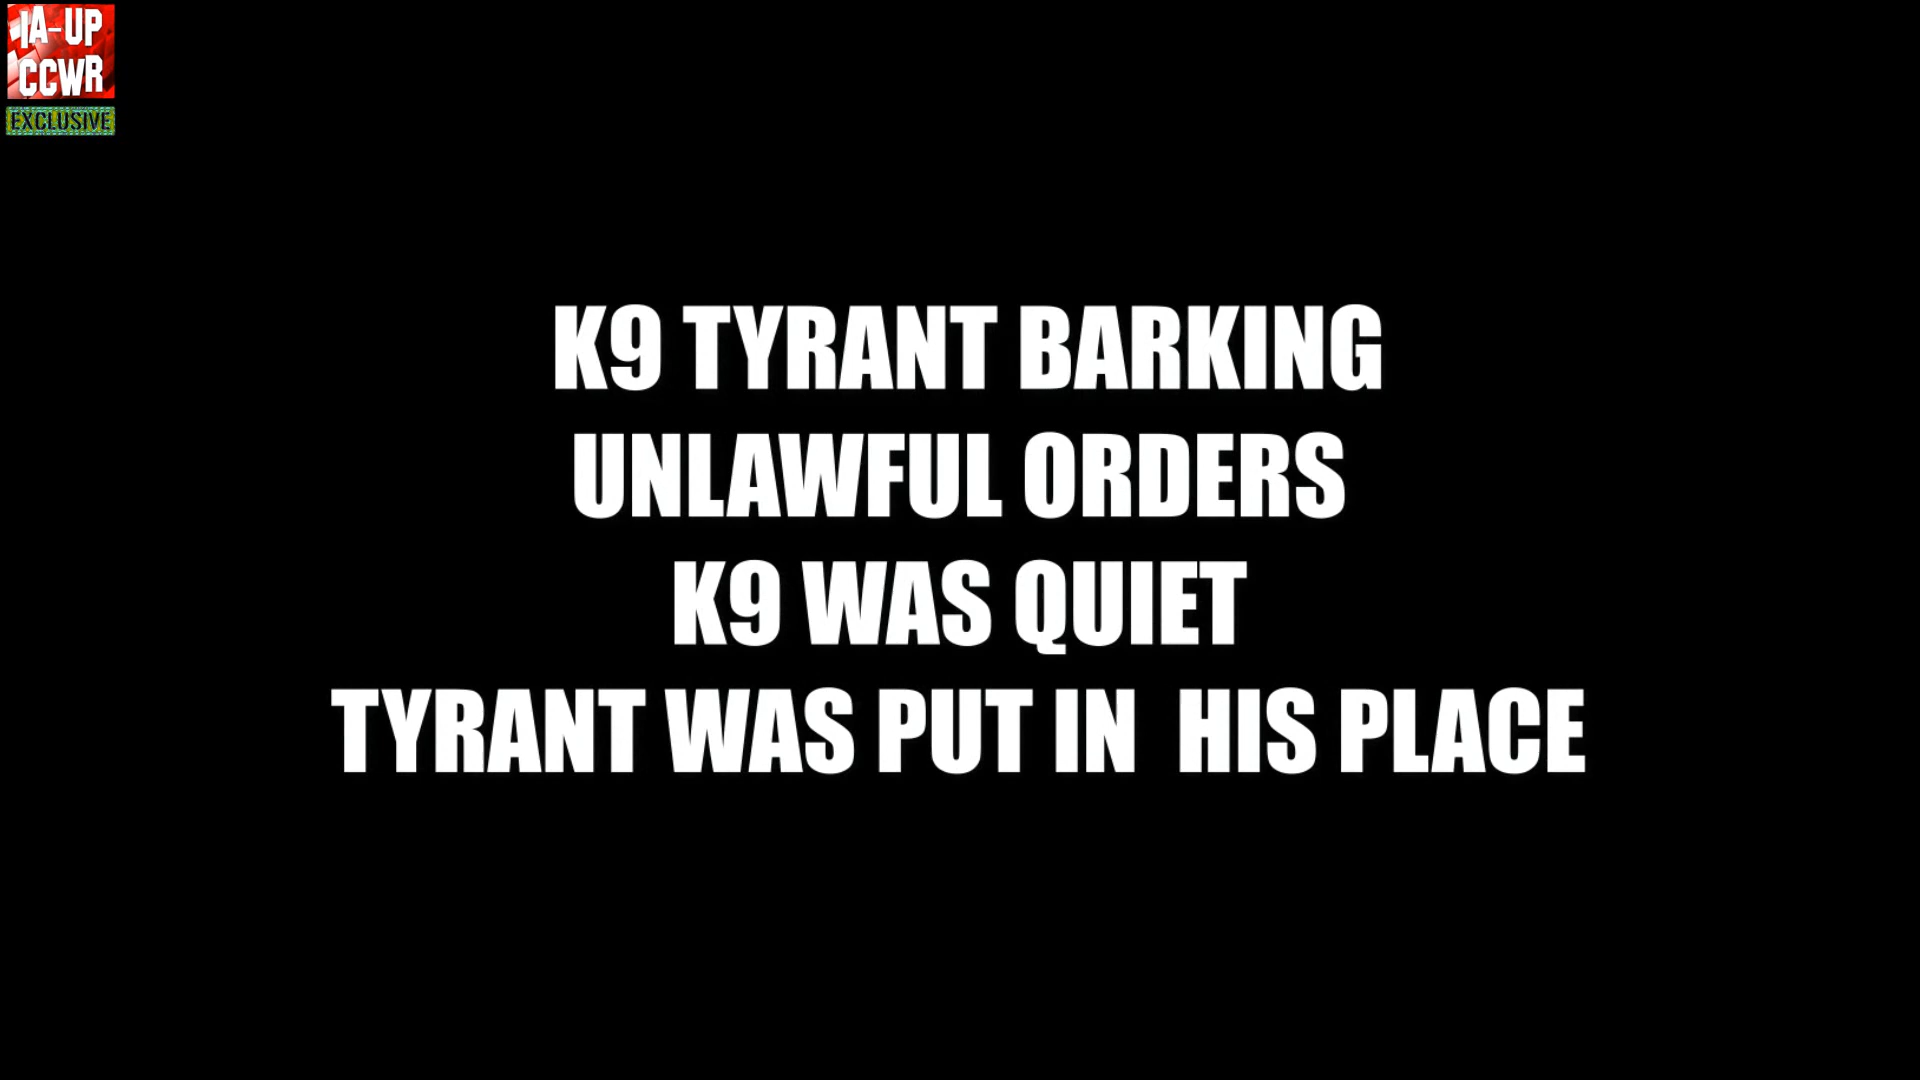 IA-UP
CCWR
EXCLUSIVE
K9 TYRANT BARKING
UNLAWFUL ORDERS
K9 WAS QUIET
TYRANT WAS PUT IN  HIS PLACE